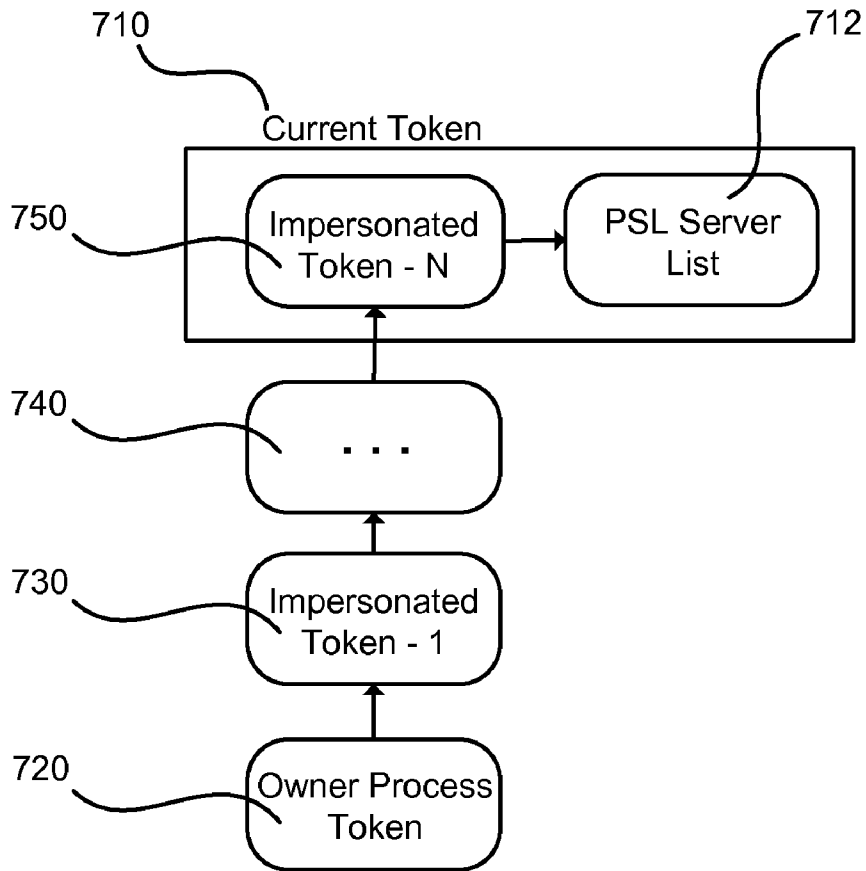 710
712
Current Token
750
Impersonated
Token - N
PSL Server
List
740
. . .
730
Impersonated
Token - 1
720
Owner Process
Token